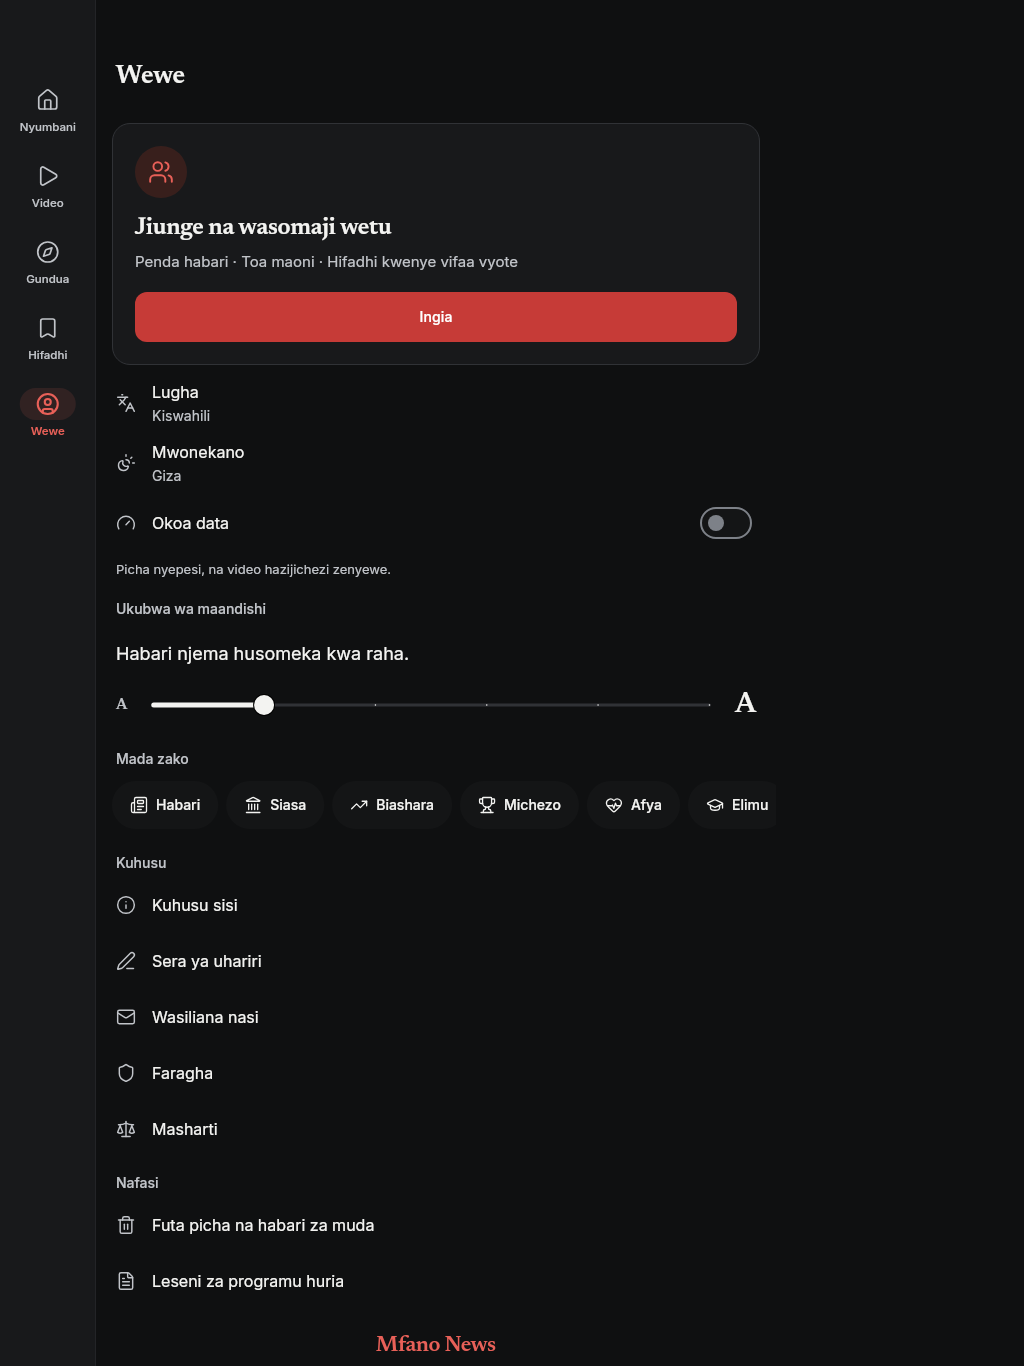 Wewe
Nyumbani
Video
Gundua
Hifadhi
Wewe
Jiunge na wasomaji wetu
Penda habari · Toa maoni · Hifadhi kwenye vifaa vyote
Ingia
Lugha
Kiswahili
Mwonekano
Giza
Okoa data
Picha nyepesi, na video hazijichezi zenyewe.
Ukubwa wa maandishi
Habari njema husomeka kwa raha.
A A
Mada zako
Habari Siasa Biashara Michezo Afya Elimu
Kuhusu
Kuhusu sisi
Sera ya uhariri
Wasiliana nasi
Faragha
Masharti
Nafasi
Futa picha na habari za muda
Leseni za programu huria
Mfano News